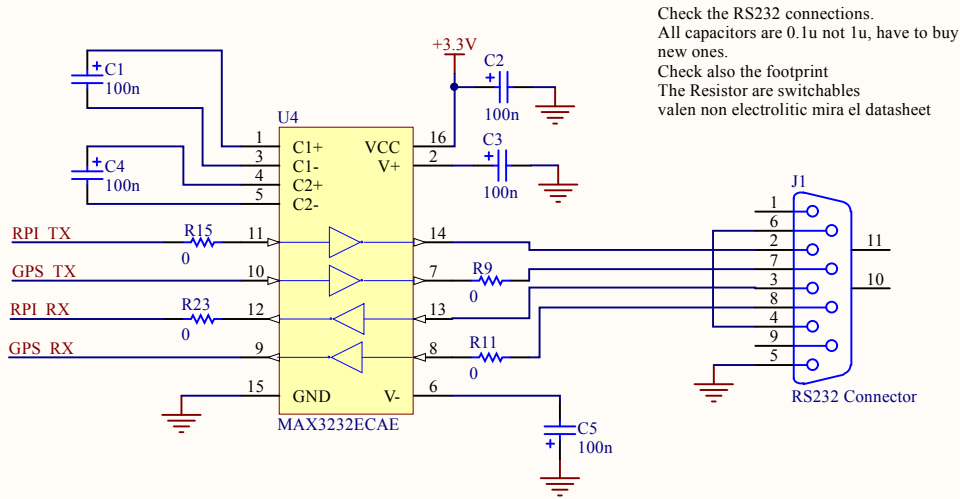 Check the RS232 connections.
All capacitors are 0.1u not 1u, have to buy
new ones.
Check also the footprint
The Resistor are switchables
valen non electrolitic mira el datasheet
+3.3V
C1
100n
C2
100n
U4
C3
100n
C4
100n
1
C1+
VCC
16
3
C1-
V+
2
4
C2+
5
C2-
J1
1
6
2
7
3
8
4
9
5
11
10
RS232 Connector
RPI_TX
R15
0
11
14
GPS_TX
10
7
R9
0
RPI_RX
R23
0
12
13
GPS_RX
9
8
R11
0
15
GND
V-
6
MAX3232ECAE
C5
100n